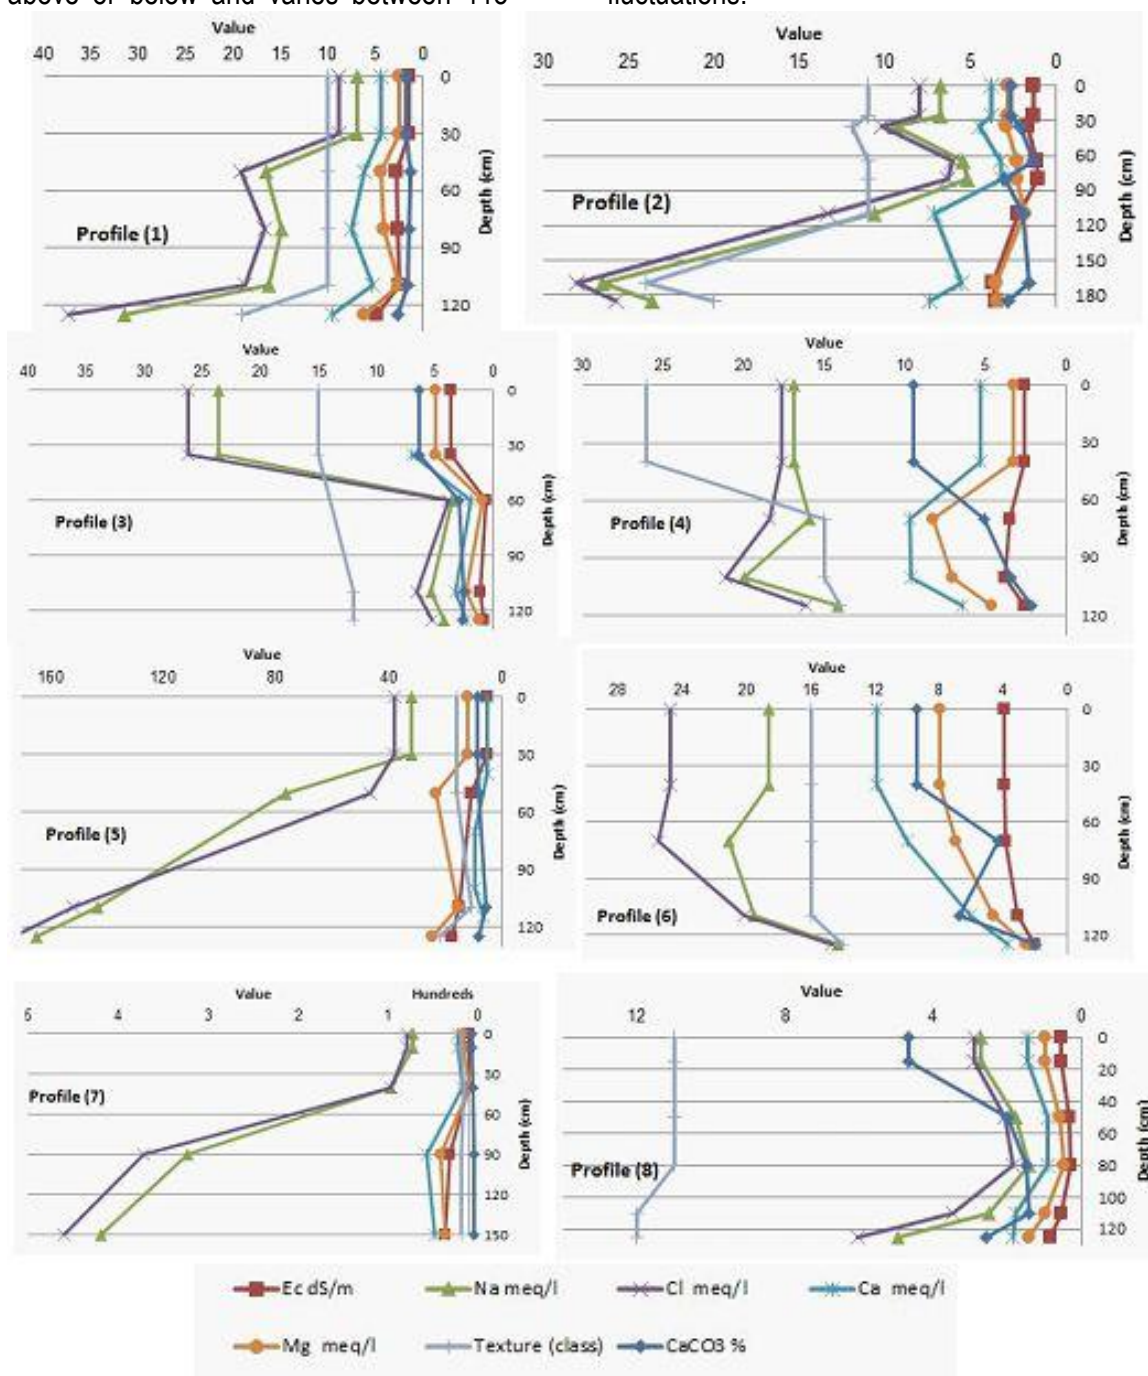 above or below and varies between 110
fluctuations.
Value
40 35 30 25 20 15 10 5 0
0
30
60
90
120
Depth (cm)
Profile (1)
Value
30 25 20 15 10 5 0
0
30
60
90
120
150
180
Depth (cm)
Profile (2)
Value
40 35 30 25 20 15 10 5 0
0
30
60
90
120
Depth (cm)
Profile (3)
Value
30 25 20 15 10 5 0
0
30
60
90
120
Depth (cm)
Profile (4)
Value
160 120 80 40 0
0
30
60
90
120
Depth (cm)
Profile (5)
Value
28 24 20 16 12 8 4 0
0
30
60
90
120
Depth (cm)
Profile (6)
Value Hundreds
5 4 3 2 1 0
0
30
60
90
120
150
Depth (cm)
Profile (7)
Value
12 8 4 0
0
20
40
60
80
100
120
Depth (cm)
Profile (8)
Ec dS/m Na meq/l Cl meq/l Ca meq/l
Mg meq/l Texture (class) CaCO3 %